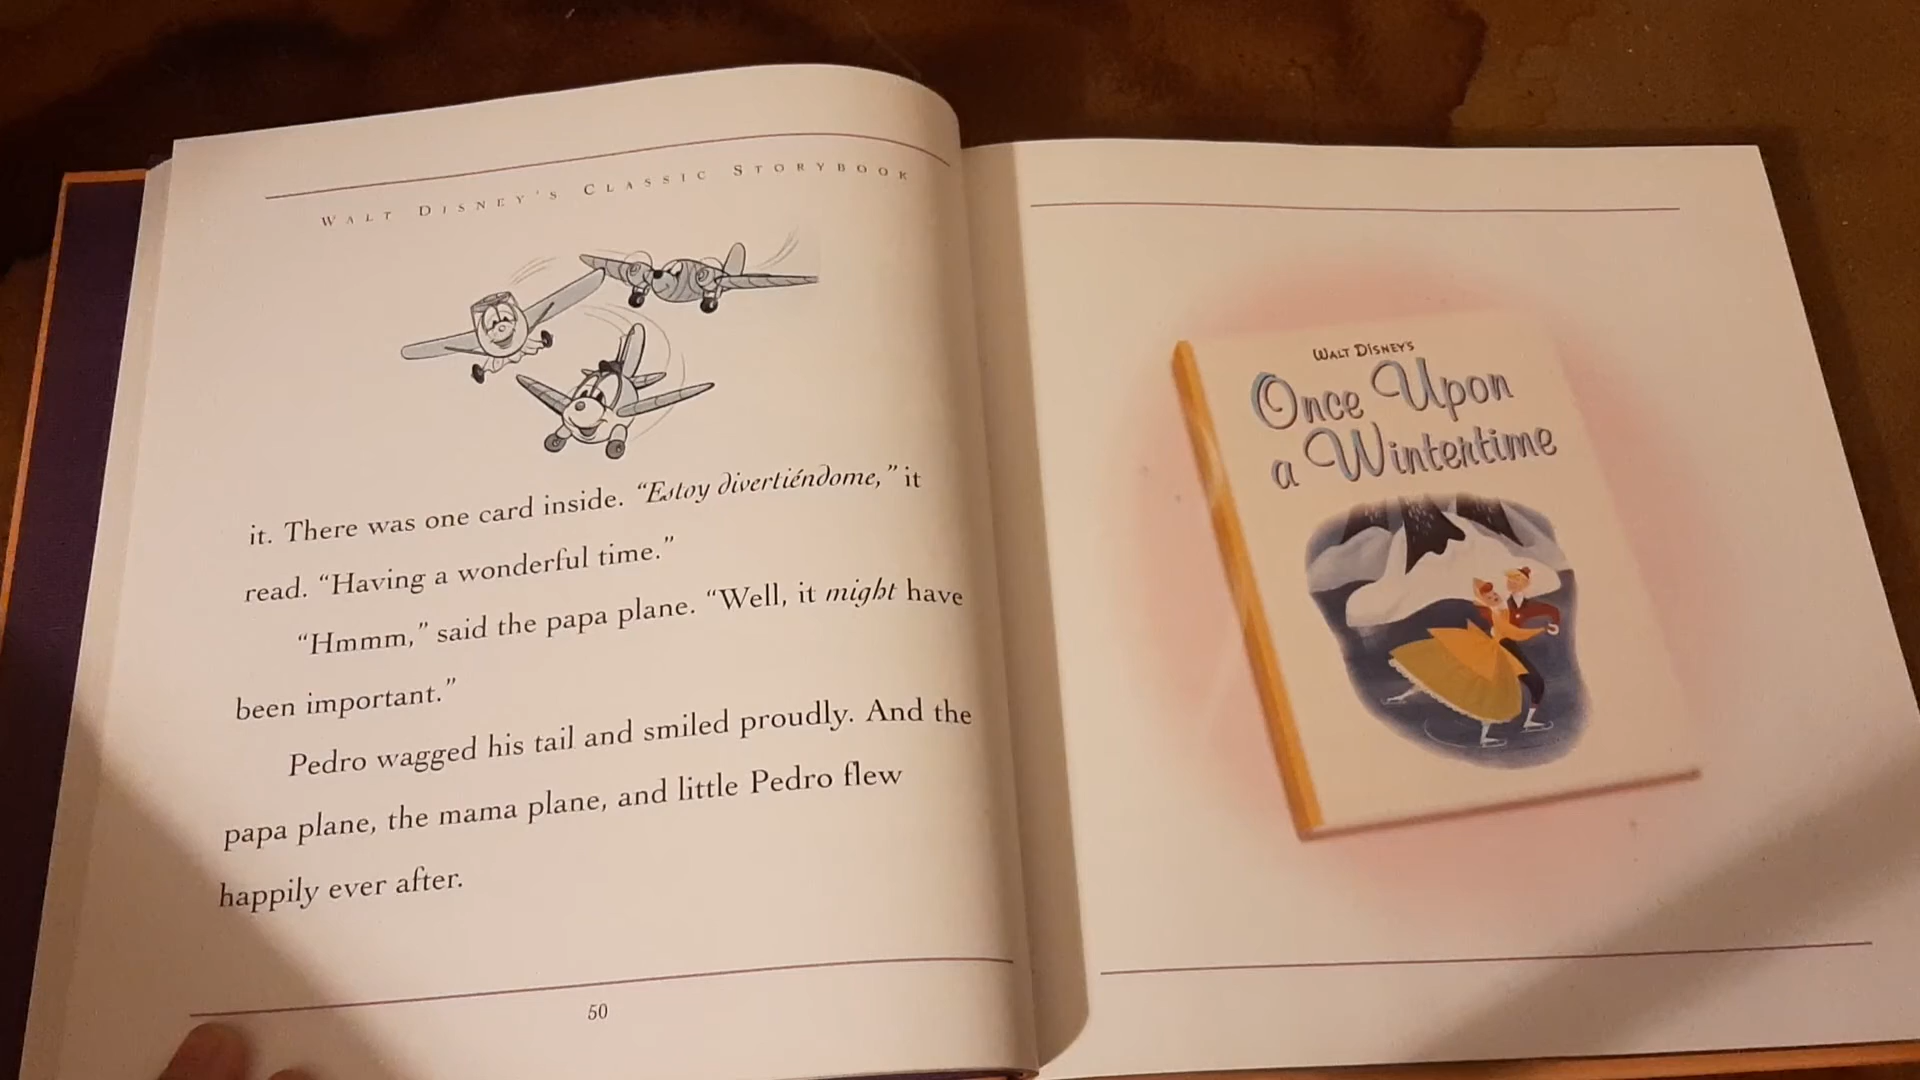 WALT DISNEY'S CLASSIC STORYBOOK
it. There was one card inside. “Estoy divertiéndome,” it
read. “Having a wonderful time.”
“Hmmm,” said the papa plane. “Well, it might have
been important.”
Pedro wagged his tail and smiled proudly. And the
papa plane, the mama plane, and little Pedro flew
happily ever after.
50
WALT DISNEY'S
Once Upon
a Wintertime